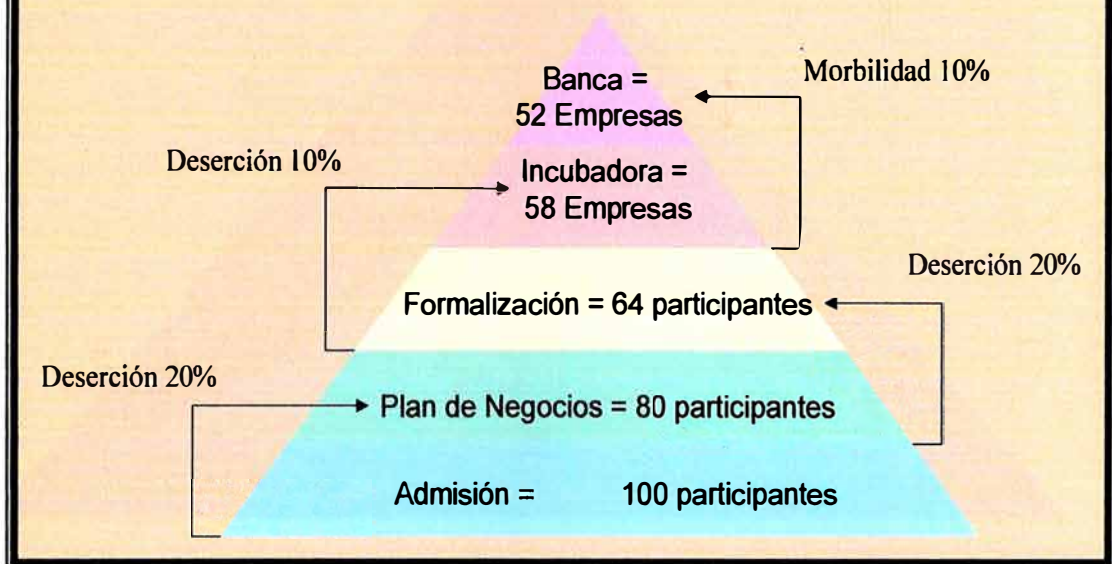 Banca =
52 Empresas
Morbilidad 10%
Deserción 10%
Incubadora =
58 Empresas
Deserción 20%
Formalización = 64 participantes
Deserción 20%
Plan de Negocios = 80 participantes
Admisión = 100 participantes